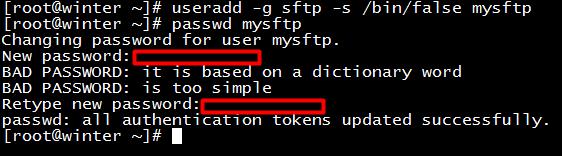 [root@winter ~]# useradd -g sftp -s /bin/false mysftp
[root@winter ~]# passwd mysftp
Changing password for user mysftp.
New password:
BAD PASSWORD: it is based on a dictionary word
BAD PASSWORD: is too simple
Retype new password:
passwd: all authentication tokens updated successfully.
[root@winter ~]#